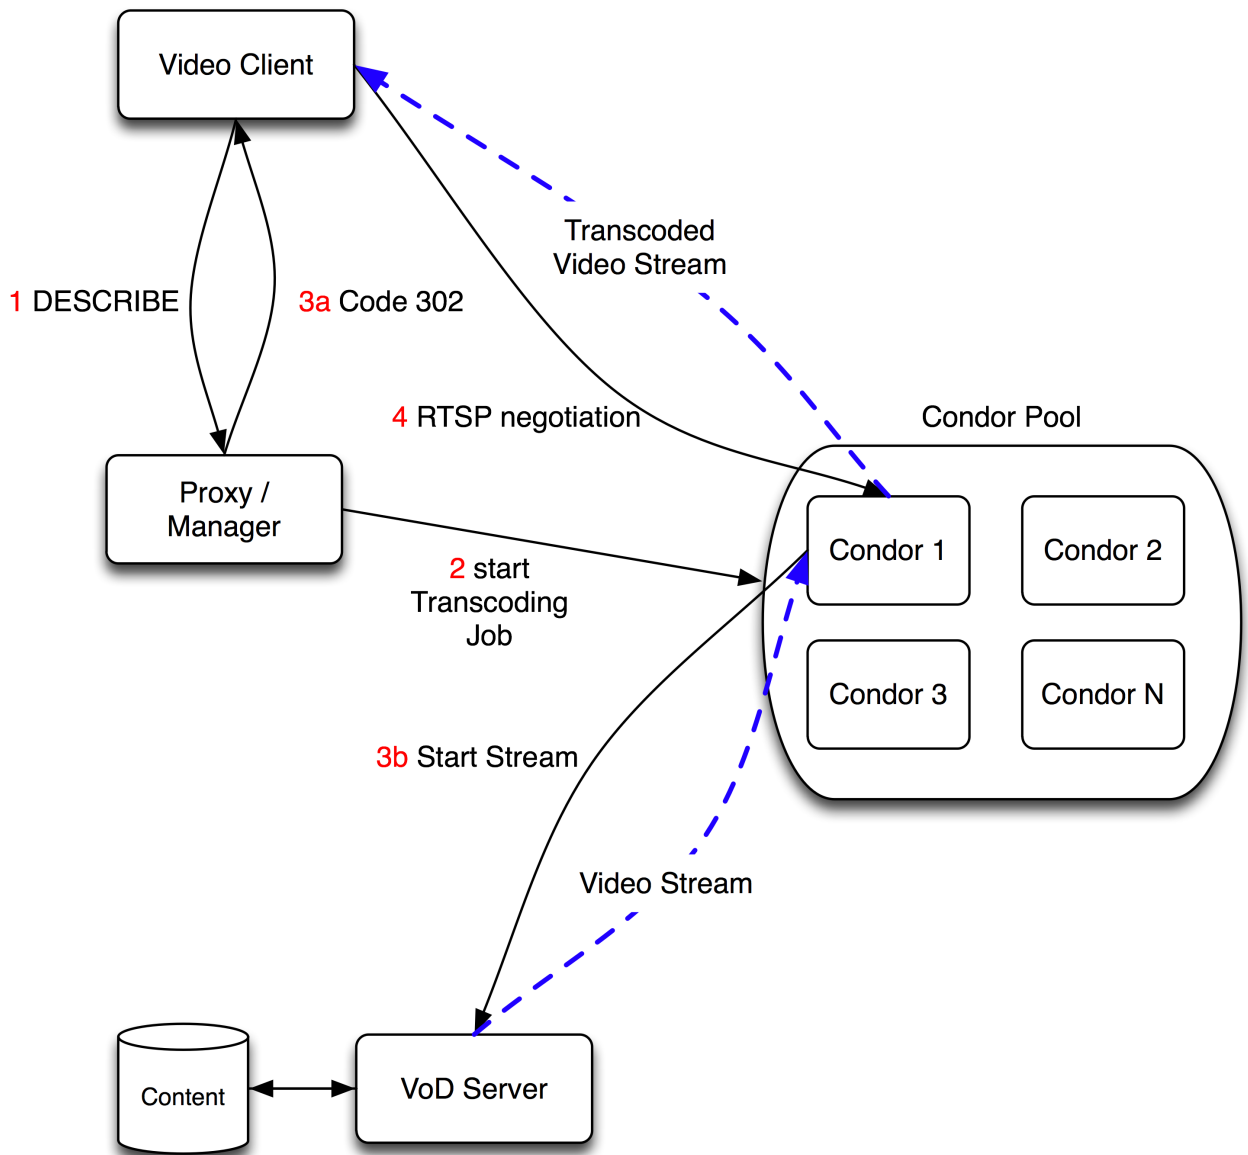 Video Client
Transcoded
Video Stream
1 DESCRIBE
3a Code 302
4 RTSP negotiation
Condor Pool
Proxy /
Manager
Condor 1
Condor 2
2 start
Transcoding
Job
Condor 3
Condor N
3b Start Stream
Video Stream
Content
VoD Server